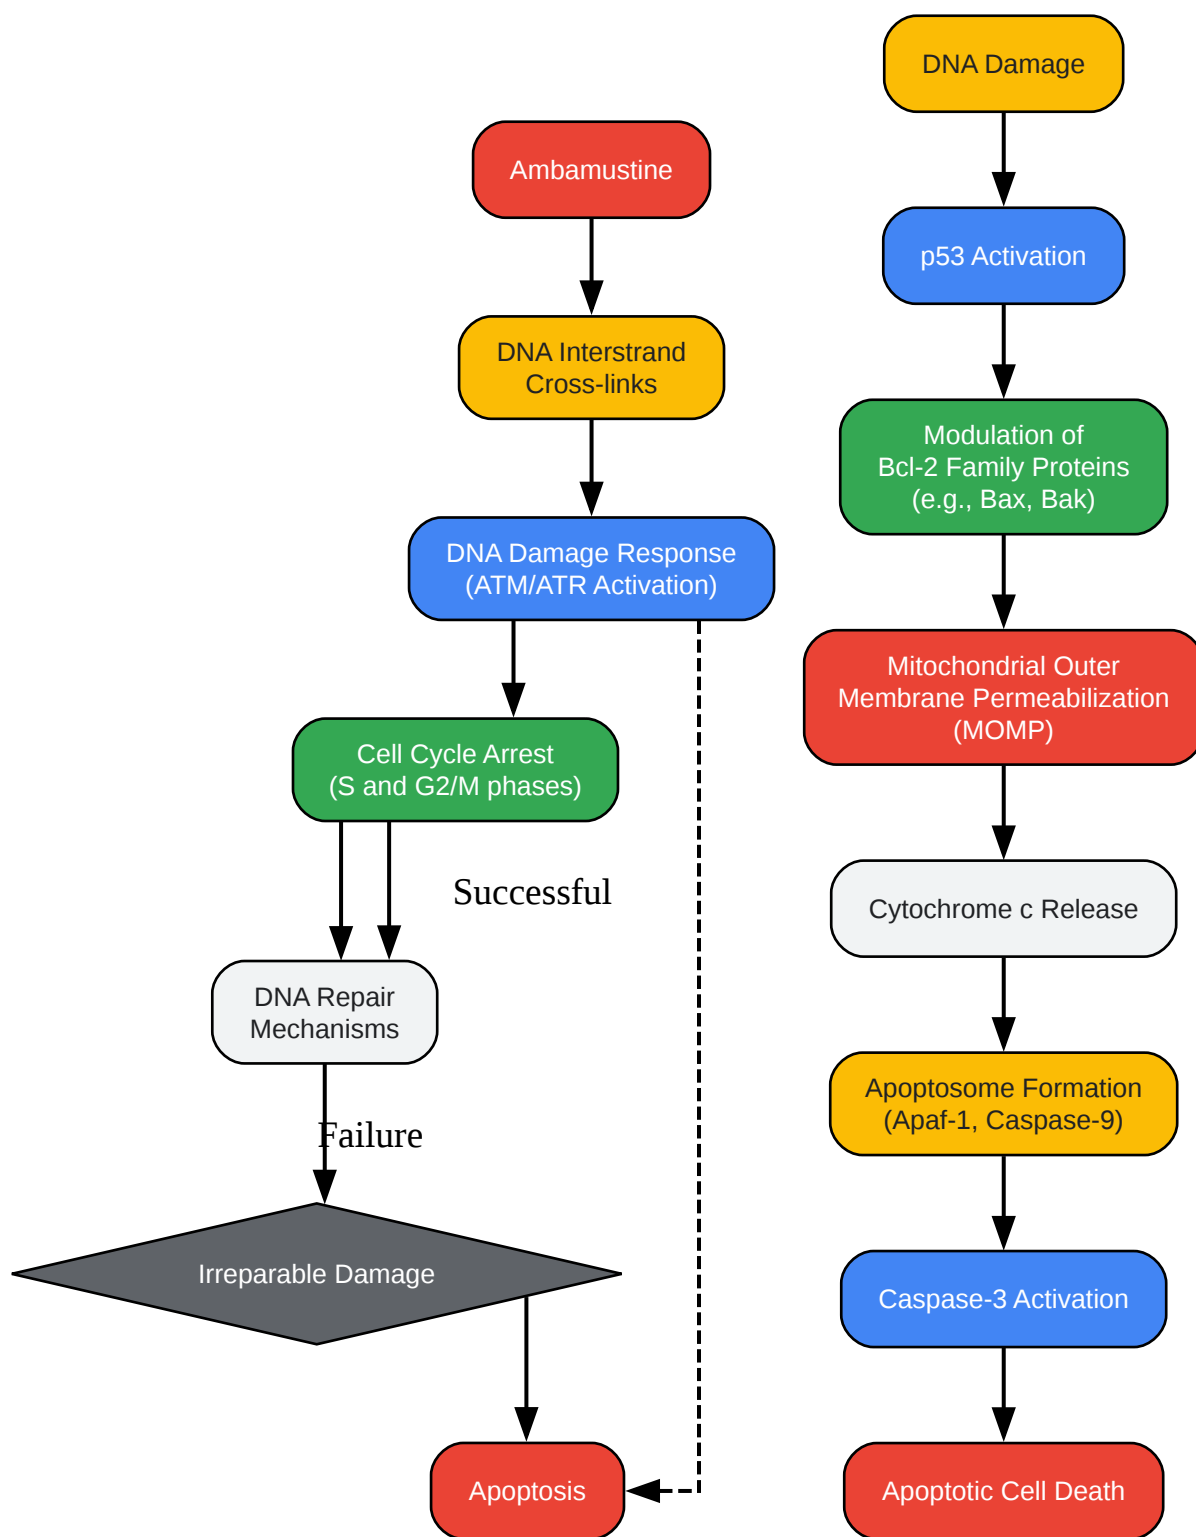 Ambamustine
DNA Interstrand
Cross-links
DNA Damage Response
(ATM/ATR Activation)
Cell Cycle Arrest
(S and G2/M phases)
Successful
DNA Repair
Mechanisms
Failure
Irreparable Damage
Apoptosis
DNA Damage
p53 Activation
Modulation of
Bcl-2 Family Proteins
(e.g., Bax, Bak)
Mitochondrial Outer
Membrane Permeabilization
(MOMP)
Cytochrome c Release
Apoptosome Formation
(Apaf-1, Caspase-9)
Caspase-3 Activation
Apoptotic Cell Death